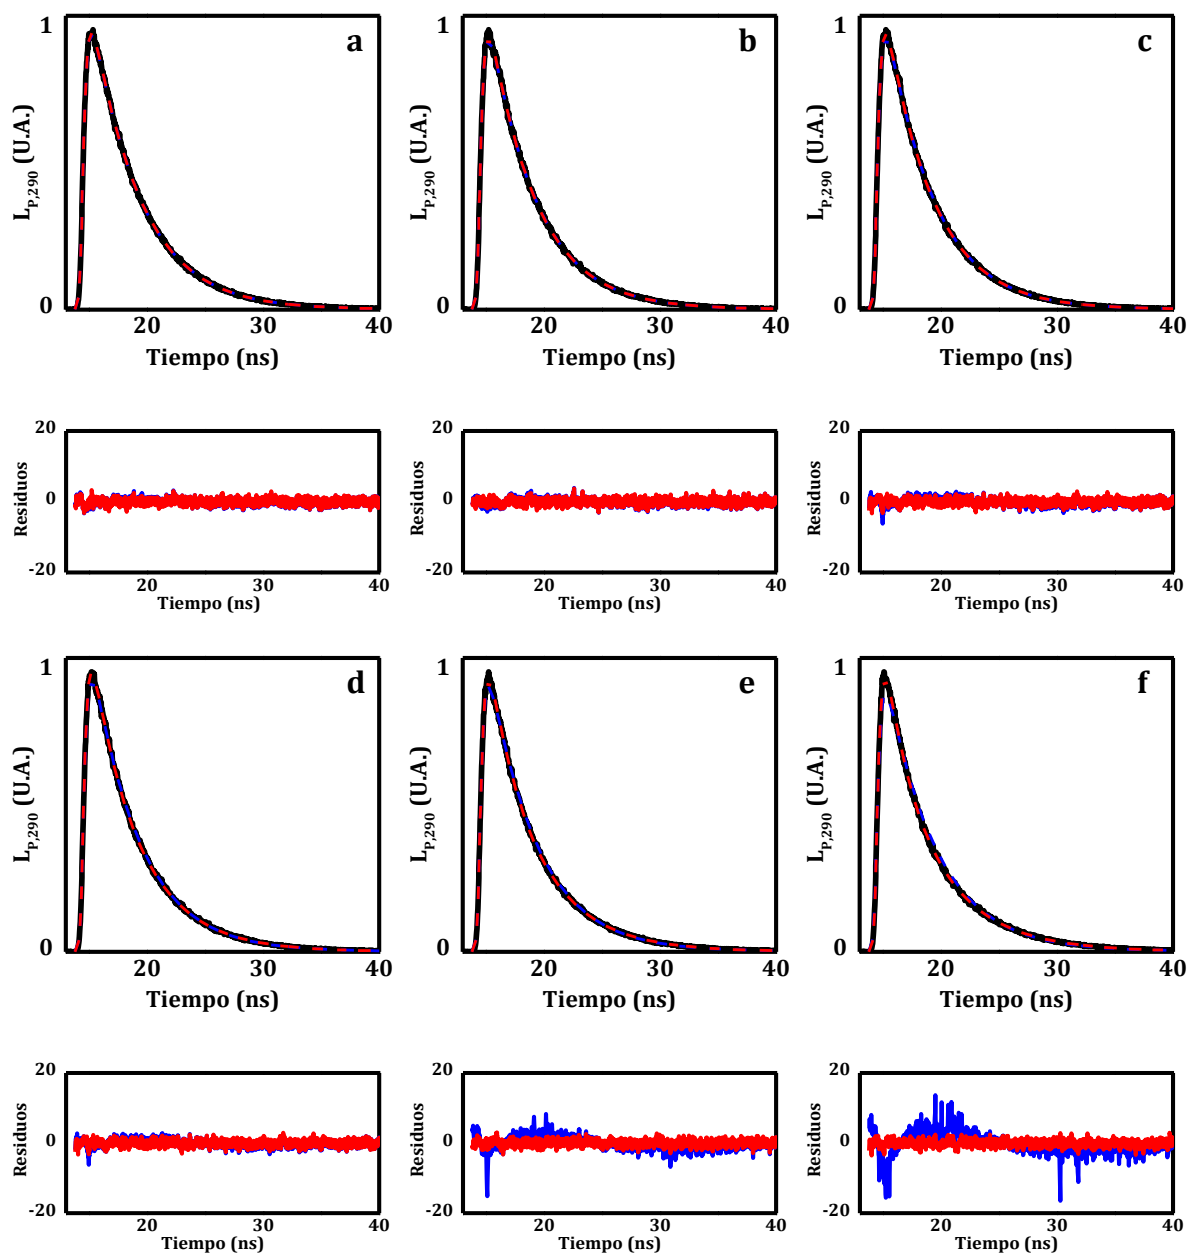 1 a 1 b 1 c
L_P,290 (U.A.) L_P,290 (U.A.) L_P,290 (U.A.)
0 0 0
20 30 40 20 30 40 20 30 40
Tiempo (ns) Tiempo (ns) Tiempo (ns)
20 20 20
Residuos Residuos Residuos
0 0 0
-20 -20 -20
20 30 40 20 30 40 20 30 40
Tiempo (ns) Tiempo (ns) Tiempo (ns)
1 d 1 e 1 f
L_P,290 (U.A.) L_P,290 (U.A.) L_P,290 (U.A.)
0 0 0
20 30 40 20 30 40 20 30 40
Tiempo (ns) Tiempo (ns) Tiempo (ns)
20 20 20
Residuos Residuos Residuos
0 0 0
-20 -20 -20
20 30 40 20 30 40 20 30 40
Tiempo (ns) Tiempo (ns) Tiempo (ns)